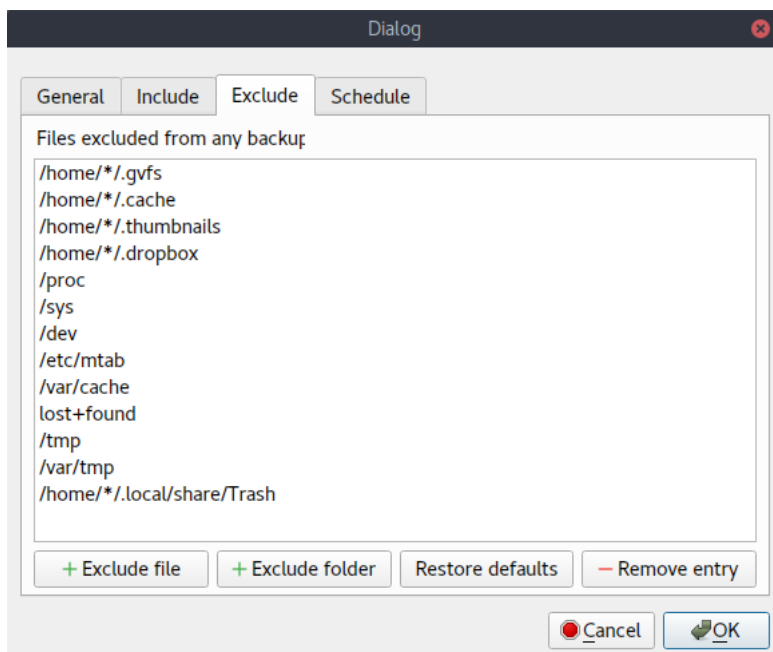 Dialog
General Include Exclude Schedule
Files excluded from any backup
/home/*/.gvfs
/home/*/.cache
/home/*/.thumbnails
/home/*/.dropbox
/proc
/sys
/dev
/etc/mtab
/var/cache
lost+found
/tmp
/var/tmp
/home/*/.local/share/Trash
+ Exclude file + Exclude folder Restore defaults − Remove entry
Cancel OK